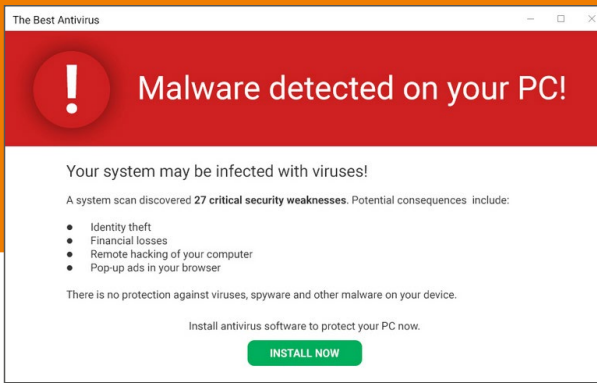 The Best Antivirus
!
Malware detected on your PC!
Your system may be infected with viruses!
A system scan discovered 27 critical security weaknesses. Potential consequences include:
● Identity theft
● Financial losses
● Remote hacking of your computer
● Pop-up ads in your browser
There is no protection against viruses, spyware and other malware on your device.
Install antivirus software to protect your PC now.
INSTALL NOW